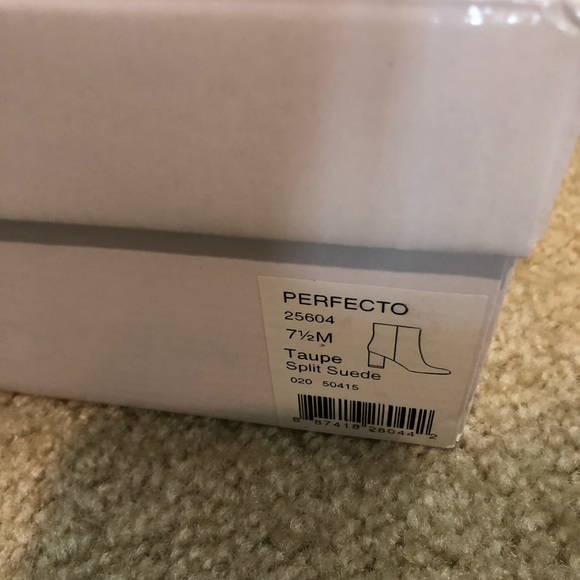 PERFECTO
25604
7½M
Taupe
Split Suede
020 50415
8 87418 28044 2